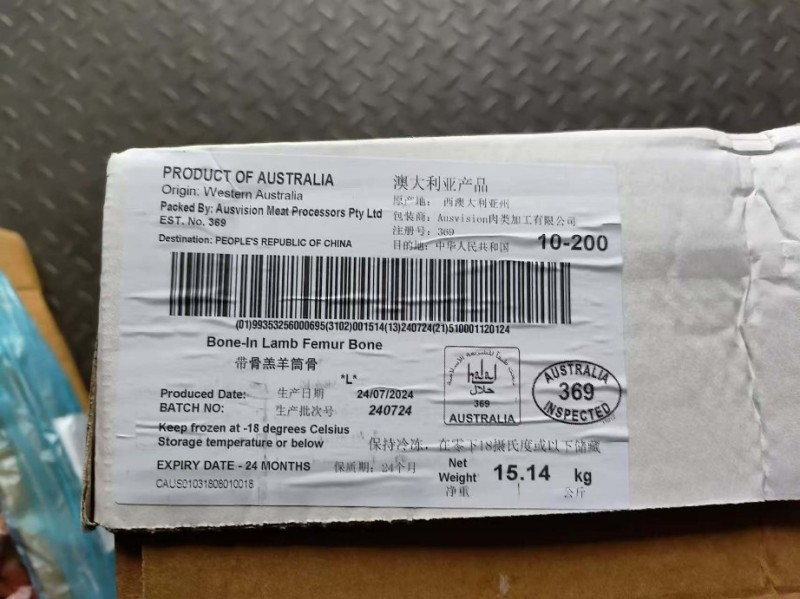 PRODUCT OF AUSTRALIA
Origin: Western Australia
Packed By: Ausvision Meat Processors Pty Ltd
EST. No. 369
Destination: PEOPLE'S REPUBLIC OF CHINA
澳大利亚产品
原产地: 西澳大利亚州
包装商: Ausvision肉类加工有限公司
注册号: 369
目的地: 中华人民共和国
10-200
(01)99353256000695(3102)001514(13)240724(21)510001120124
Bone-In Lamb Femur Bone
带骨羔羊筒骨
*L*
Produced Date: 生产日期 24/07/2024
BATCH NO: 生产批次号 240724
halal
حلال
369
AUSTRALIA
AUSTRALIA
369
INSPECTED
Keep frozen at -18 degrees Celsius
Storage temperature or below
保持冷冻，在零下18摄氏度或以下储藏
EXPIRY DATE - 24 MONTHS 保质期: 24个月
CAUS01031808010018
Net
Weight 15.14 kg
净重 公斤